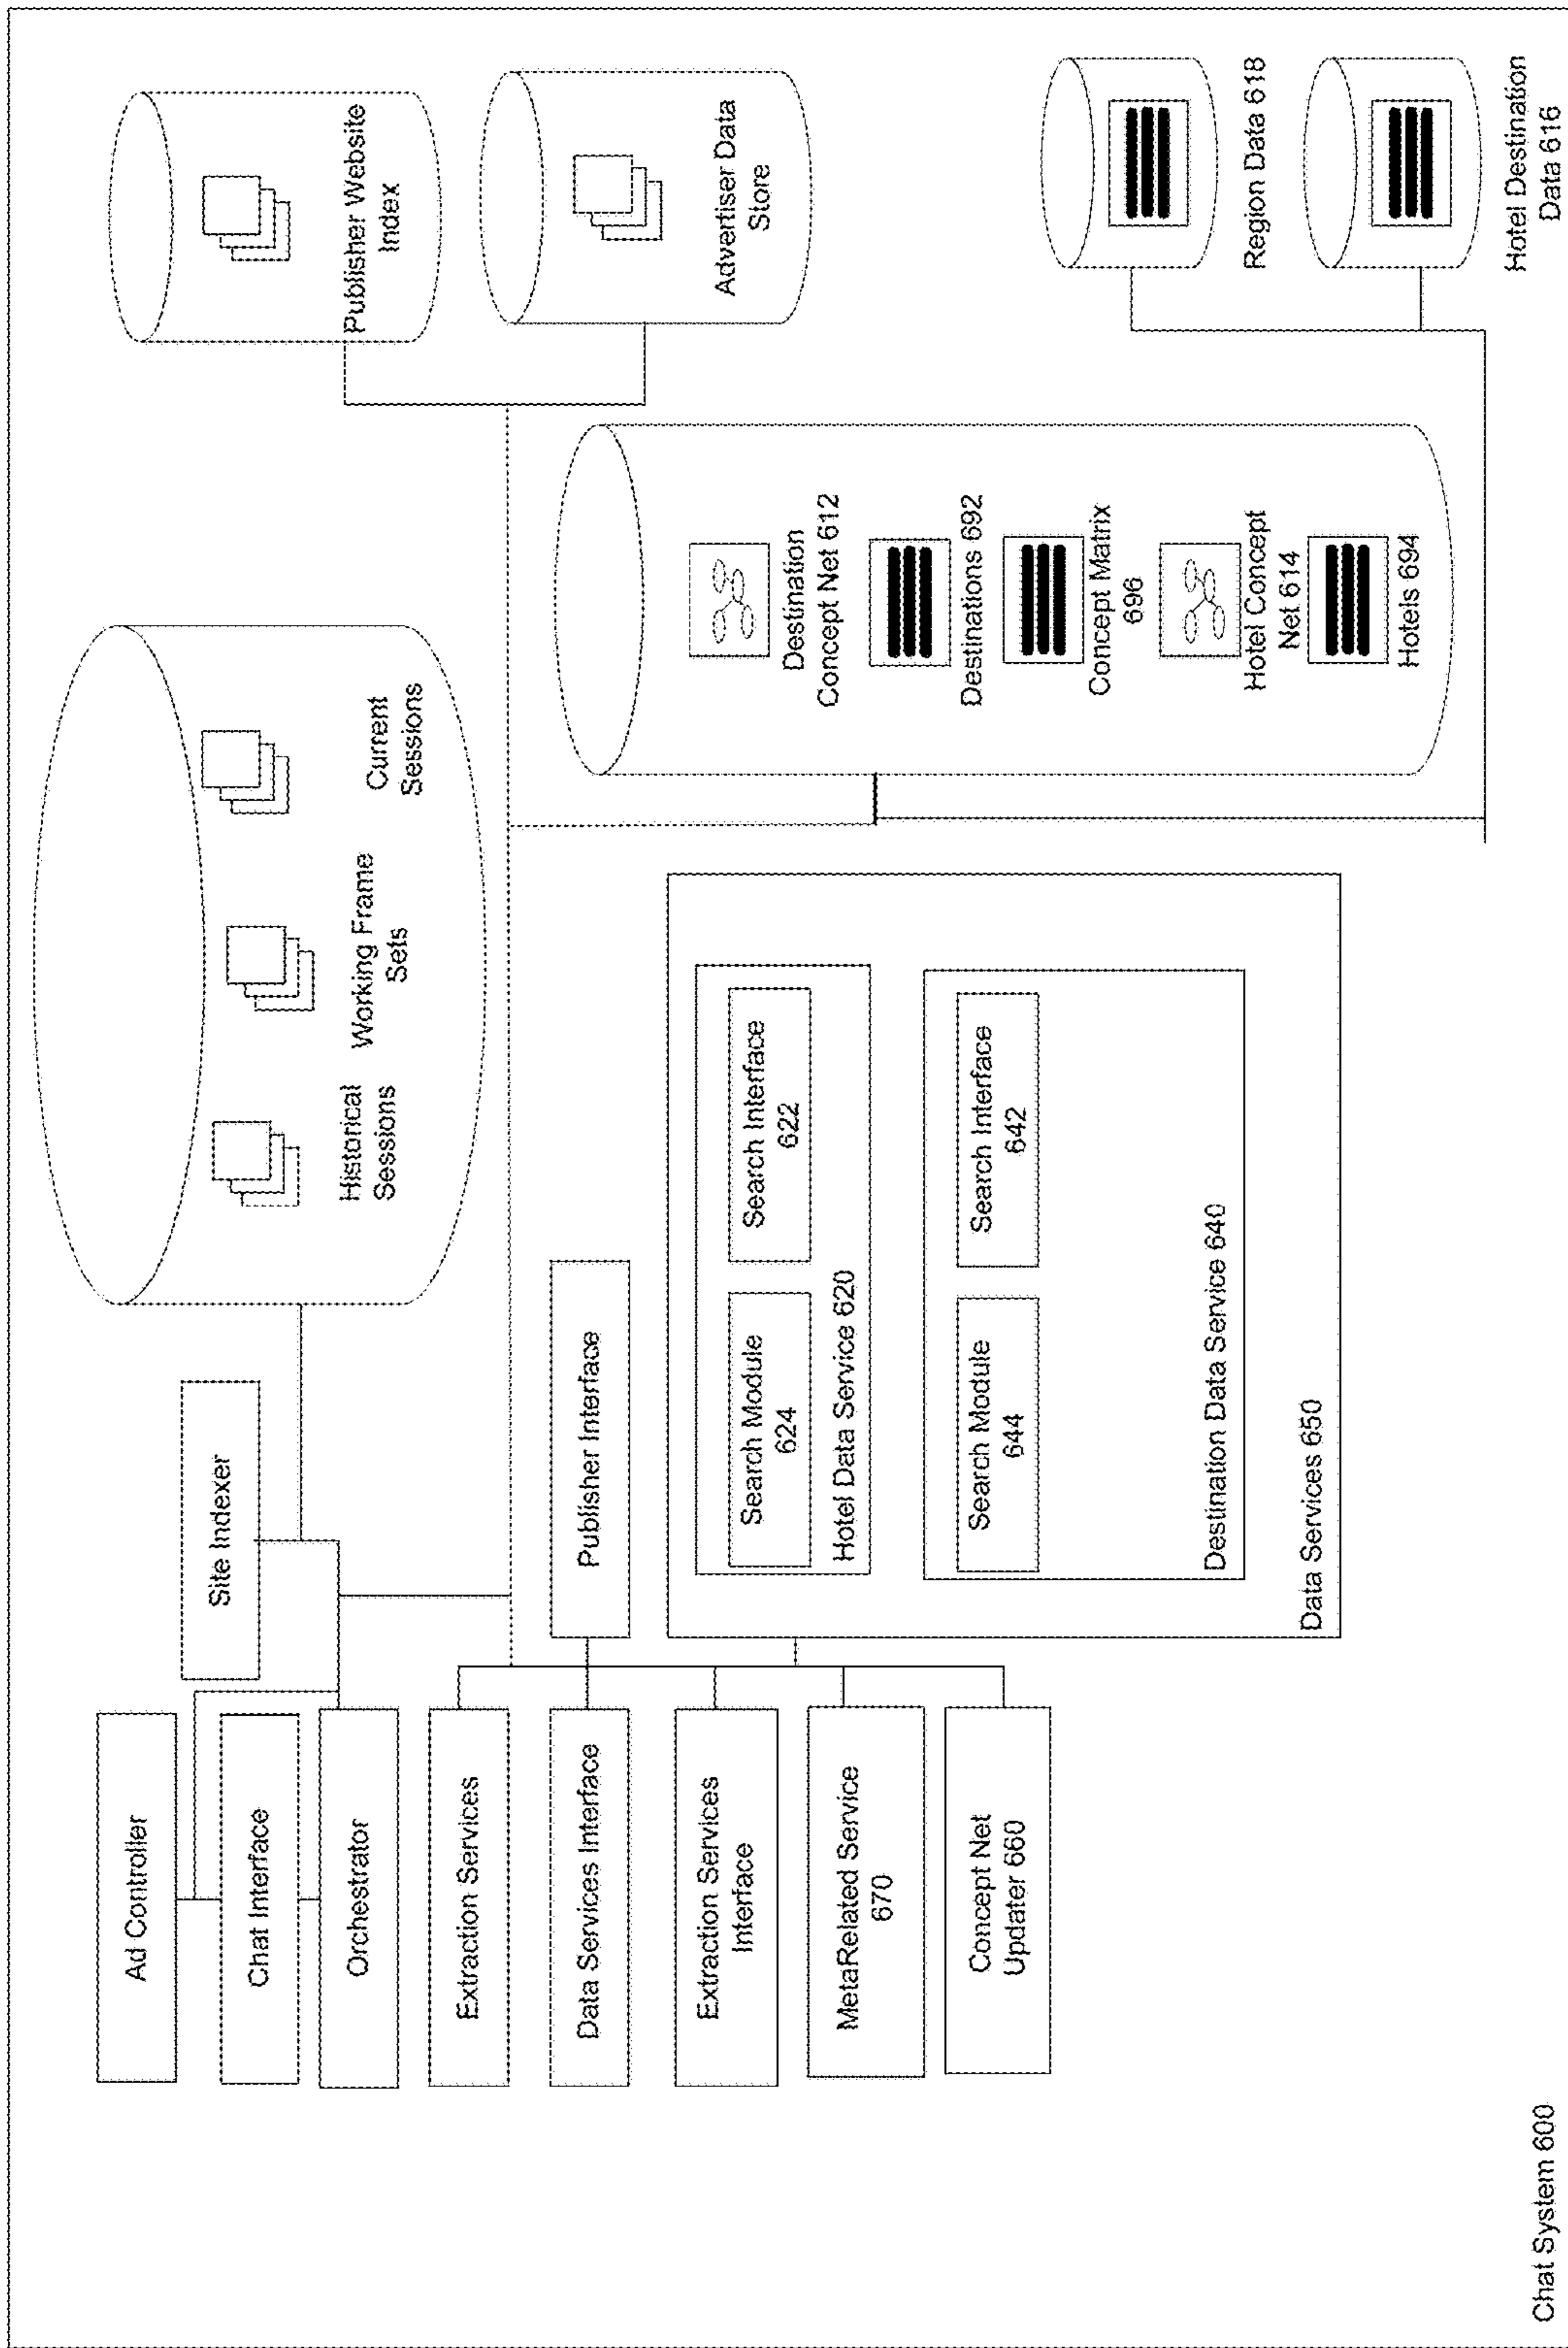 Ad Controller
Chat Interface
Orchestrator
Extraction Services
Data Services Interface
Extraction Services
Interface
MetaRelated Service
670
Concept Net
Updater 660
Site Indexer
Publisher Interface
Historical
Sessions
Working Frame
Sets
Current
Sessions
Search Module
624
Search Interface
622
Hotel Data Service 620
Search Module
644
Search Interface
642
Destination Data Service 640
Data Services 650
Publisher Website
Index
Advertiser Data
Store
Destination
Concept Net 612
Destinations 692
Concept Matrix
696
Hotel Concept
Net 614
Hotels 694
Region Data 618
Hotel Destination
Data 616
Chat System 600